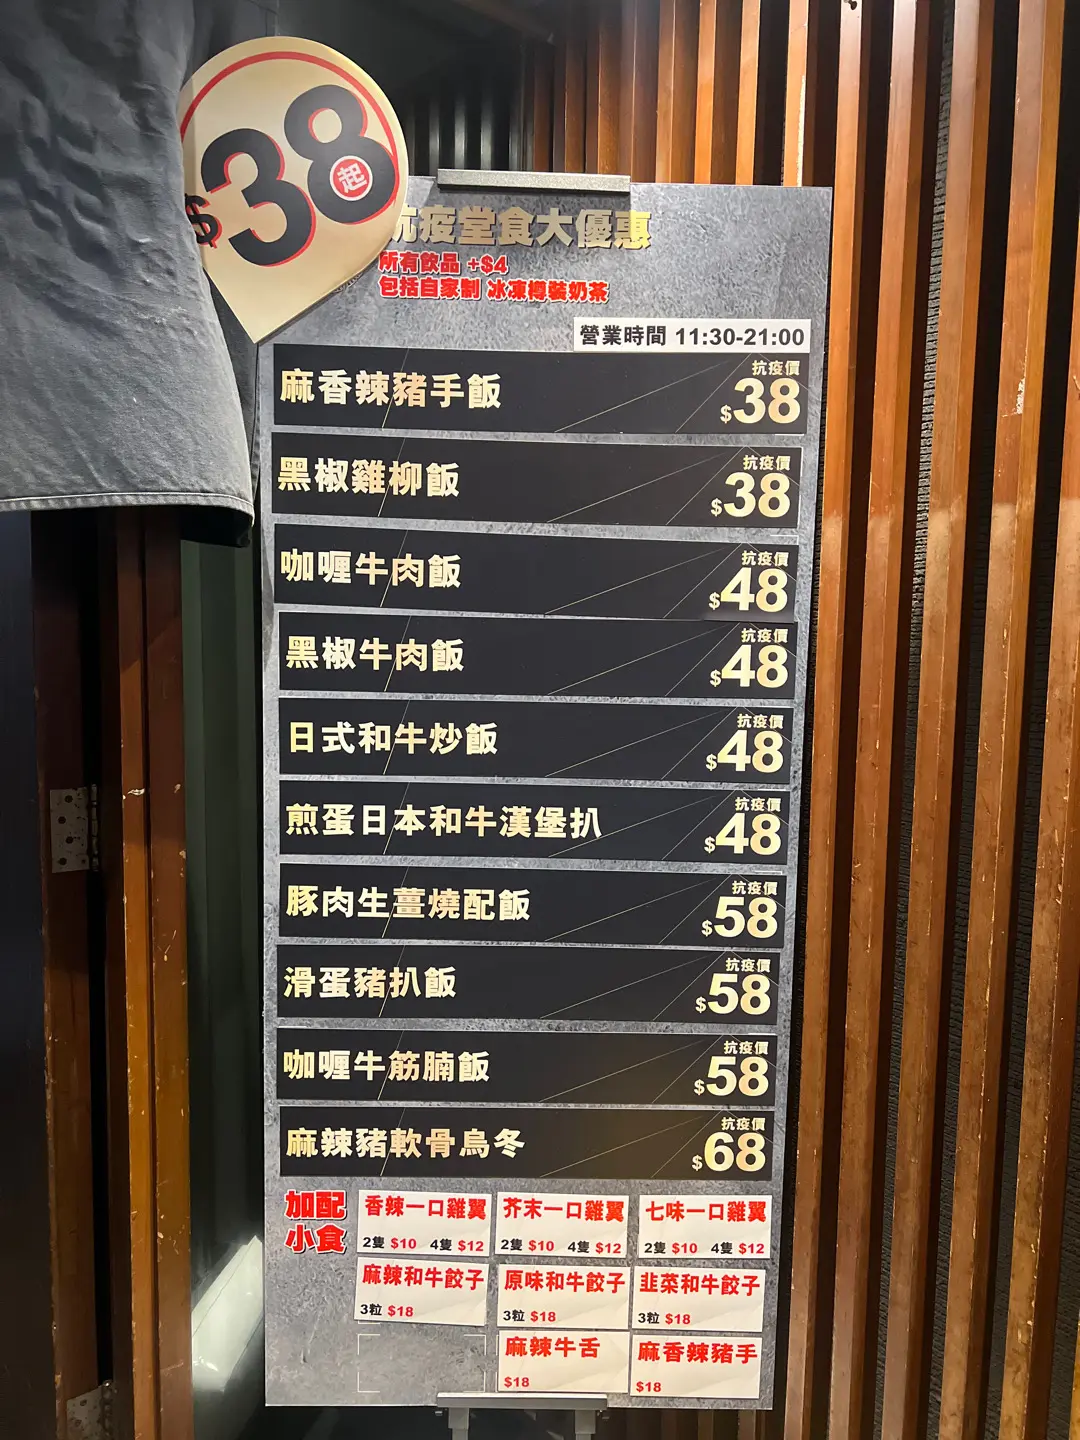 $38起
抗疫堂食大優惠
所有飲品 +$4
包括自家制 冰凍樽裝奶茶
營業時間 11:30-21:00
麻香辣豬手飯 抗疫價 $38
黑椒雞柳飯 抗疫價 $38
咖喱牛肉飯 抗疫價 $48
黑椒牛肉飯 抗疫價 $48
日式和牛炒飯 抗疫價 $48
煎蛋日本和牛漢堡扒 抗疫價 $48
豚肉生薑燒配飯 抗疫價 $58
滑蛋豬扒飯 抗疫價 $58
咖喱牛筋腩飯 抗疫價 $58
麻辣豬軟骨烏冬 抗疫價 $68
加配
小食
香辣一口雞翼 芥末一口雞翼 七味一口雞翼
2隻 $10 4隻 $12 2隻 $10 4隻 $12 2隻 $10 4隻 $12
麻辣和牛餃子 原味和牛餃子 韭菜和牛餃子
3粒 $18 3粒 $18 3粒 $18
麻辣牛舌 麻香辣豬手
$18 $18